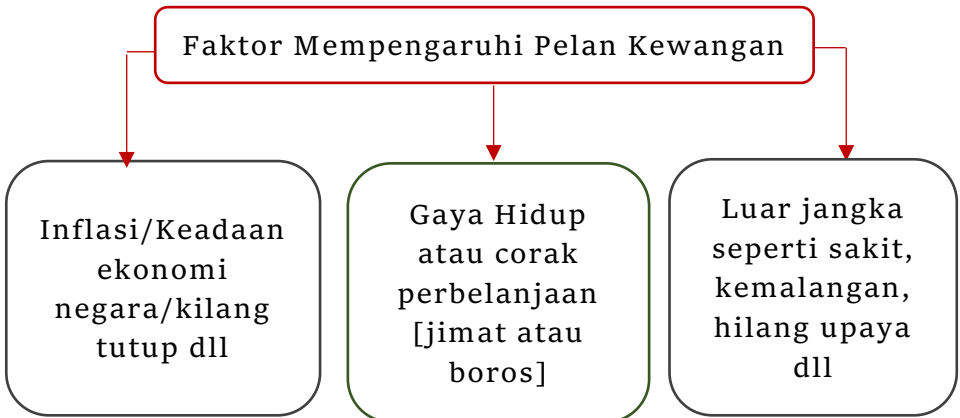 Faktor Mempengaruhi Pelan Kewangan
Inflasi/Keadaan
ekonomi
negara/kilang
tutup dll
Gaya Hidup
atau corak
perbelanjaan
[jimat atau
boros]
Luar jangka
seperti sakit,
kemalangan,
hilang upaya
dll